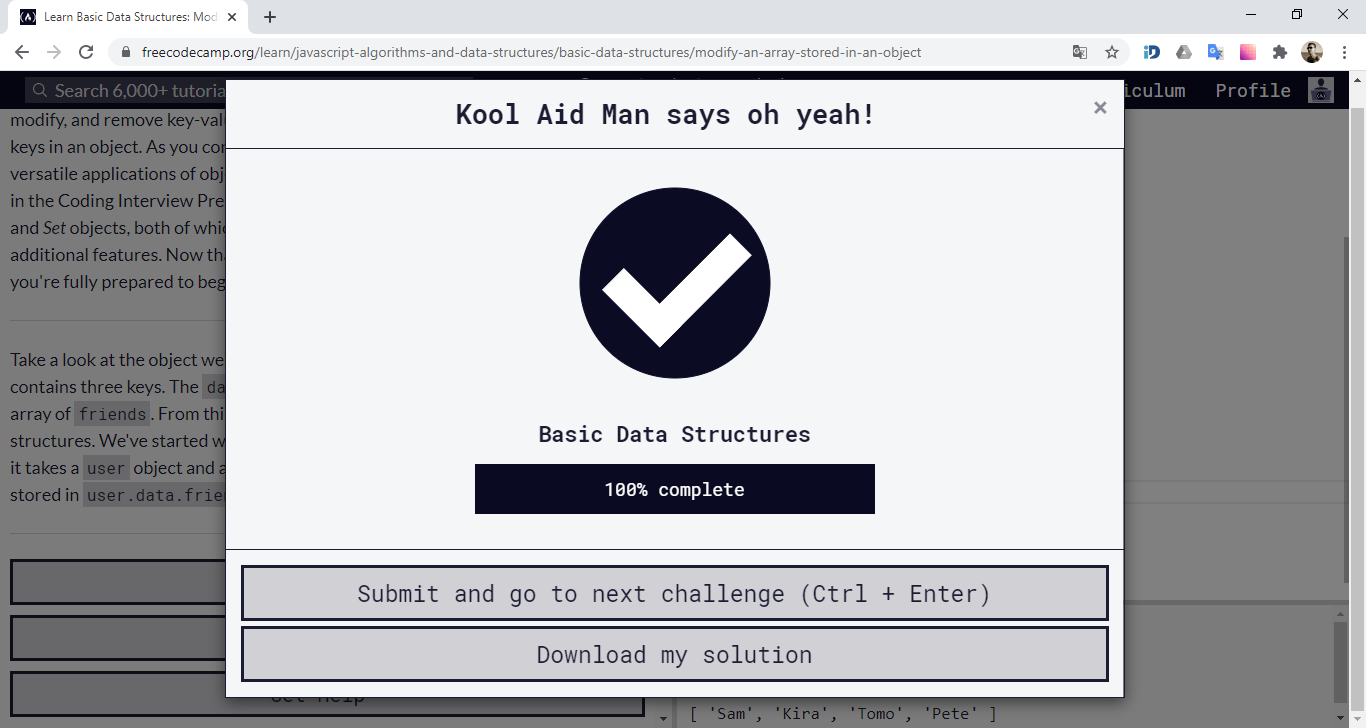 Learn Basic Data Structures: Mod
freecodecamp.org/learn/javascript-algorithms-and-data-structures/basic-data-structures/modify-an-array-stored-in-an-object
Search 6,000+ tutoria
iculum
Profile
modify, and remove key-val
keys in an object. As you con
versatile applications of obj
in the Coding Interview Pre
and Set objects, both of whi
additional features. Now tha
you're fully prepared to beg
Take a look at the object we
contains three keys. The da
array of friends. From thi
structures. We've started w
it takes a user object and a
stored in user.data.frie
Kool Aid Man says oh yeah!
×
Basic Data Structures
100% complete
Submit and go to next challenge (Ctrl + Enter)
Download my solution
[ 'Sam', 'Kira', 'Tomo', 'Pete' ]